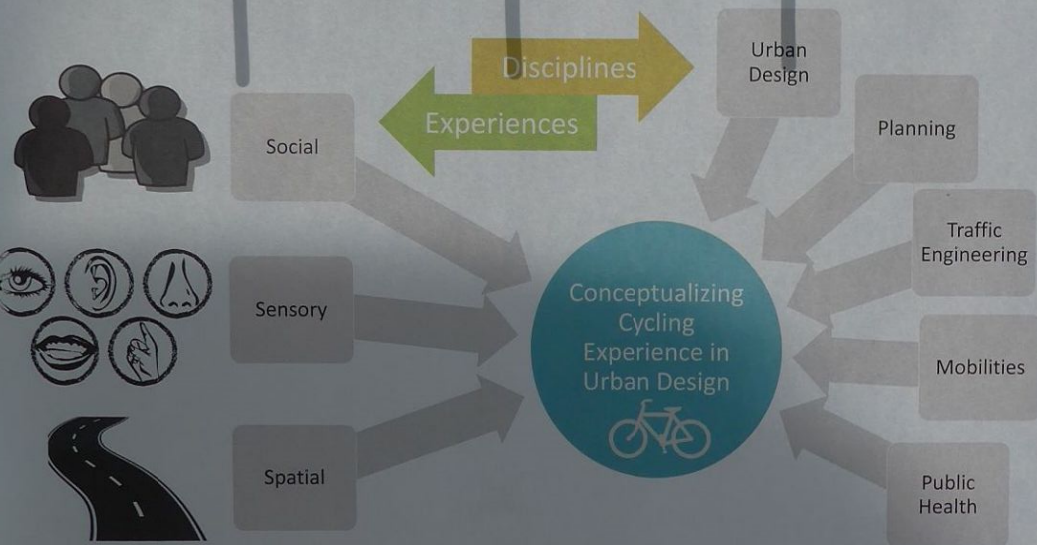 Disciplines
Experiences
Social
Sensory
Spatial
Conceptualizing
Cycling
Experience in
Urban Design
Urban
Design
Planning
Traffic
Engineering
Mobilities
Public
Health